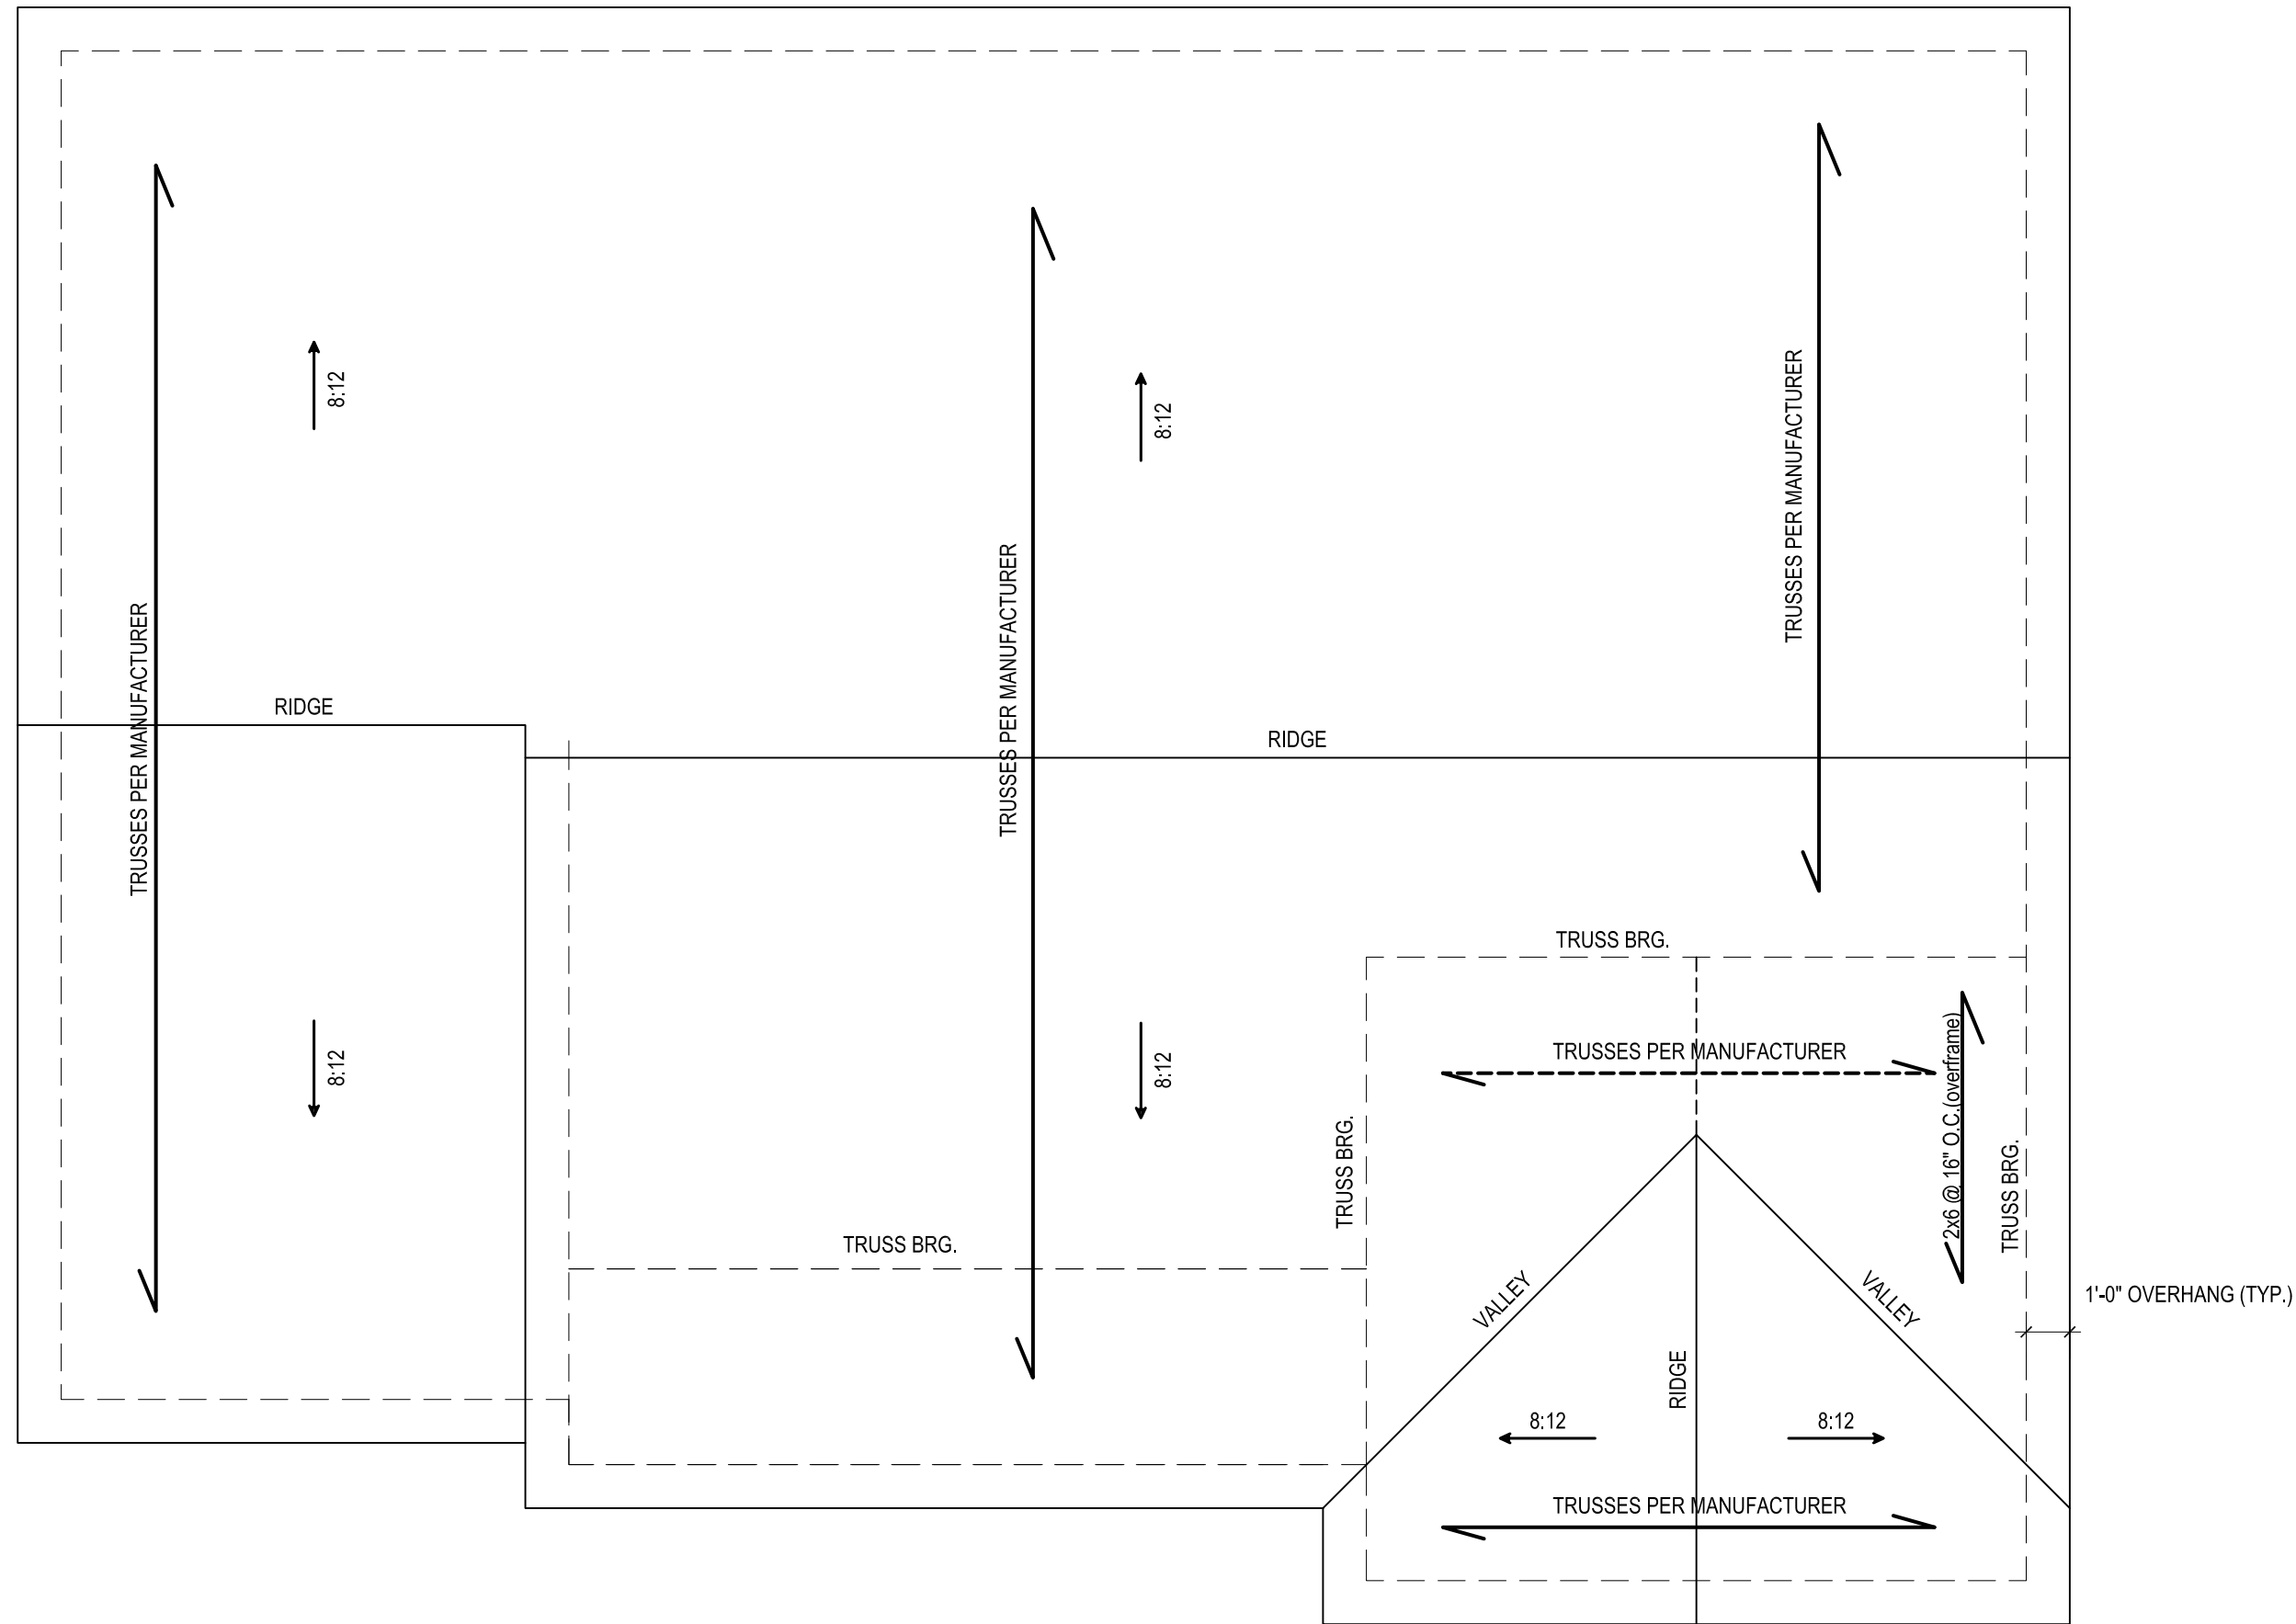 8:12
8:12
TRUSSES PER MANUFACTURER
TRUSSES PER MANUFACTURER
TRUSSES PER MANUFACTURER
RIDGE
RIDGE
TRUSS BRG.
8:12
8:12
TRUSSES PER MANUFACTURER
2x6 @ 16" O.C.(overframe)
TRUSS BRG.
TRUSS BRG.
TRUSS BRG.
VALLEY
VALLEY
1'-0" OVERHANG (TYP.)
RIDGE
8:12
8:12
TRUSSES PER MANUFACTURER